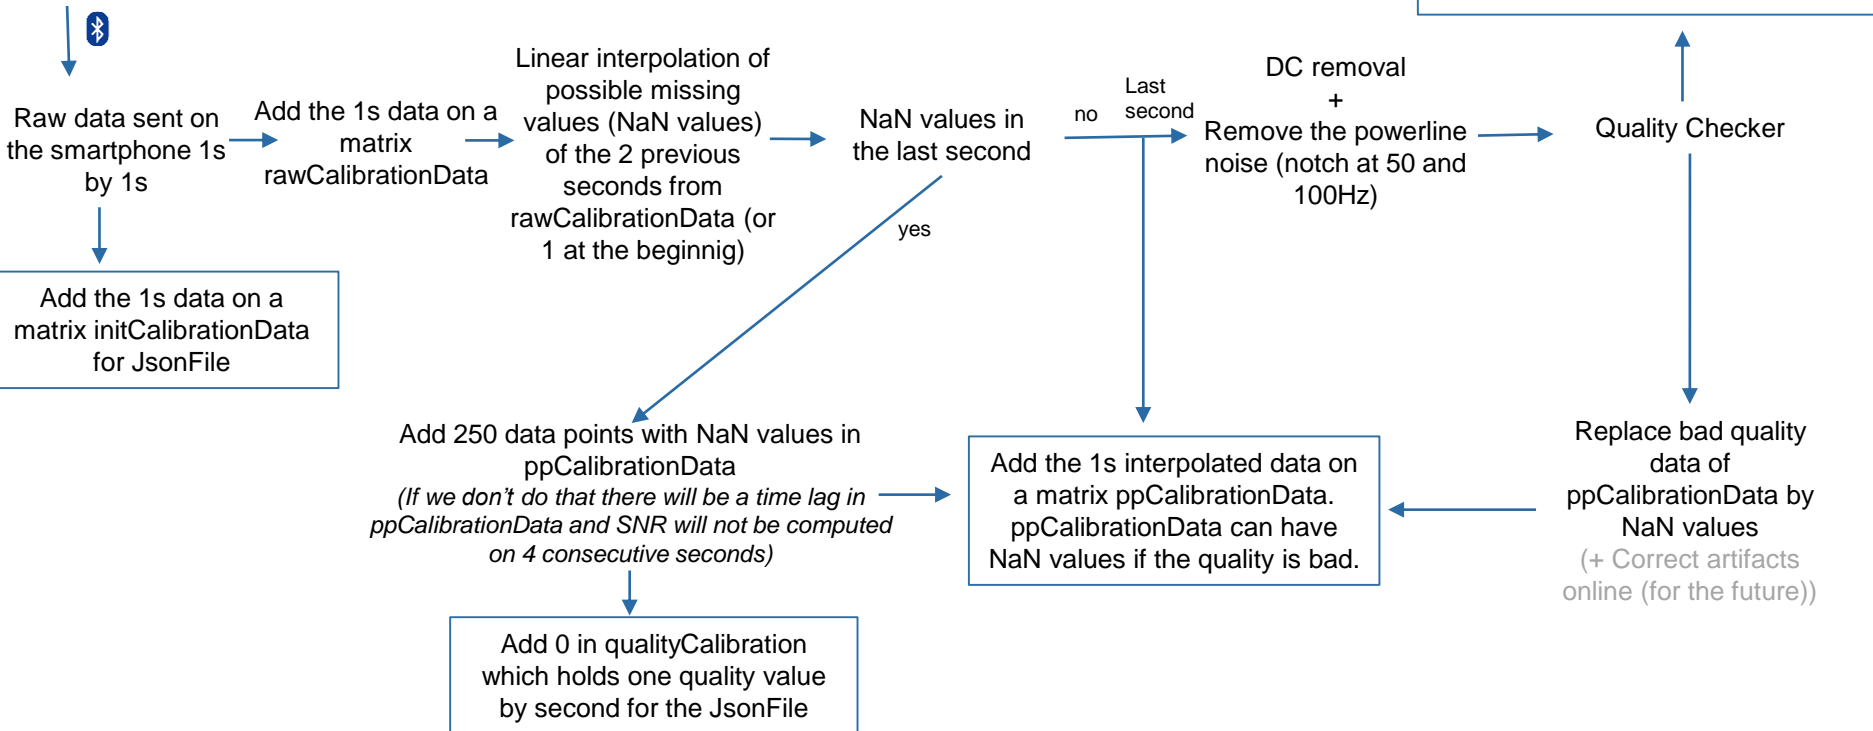 Raw data sent on
the smartphone 1s
by 1s
Add the 1s data on a
matrix
rawCalibrationData
Linear interpolation of
possible missing
values (NaN values)
of the 2 previous
seconds from
rawCalibrationData (or
1 at the beginnig)
NaN values in
the last second
no
Last
second
DC removal
+
Remove the powerline
noise (notch at 50 and
100Hz)
Quality Checker
yes
Add the 1s data on a
matrix initCalibrationData
for JsonFile
Add 250 data points with NaN values in
ppCalibrationData
(If we don't do that there will be a time lag in
ppCalibrationData and SNR will not be computed
on 4 consecutive seconds)
Add the 1s interpolated data on
a matrix ppCalibrationData.
ppCalibrationData can have
NaN values if the quality is bad.
Replace bad quality
data of
ppCalibrationData by
NaN values
(+ Correct artifacts
online (for the future))
Add 0 in qualityCalibration
which holds one quality value
by second for the JsonFile